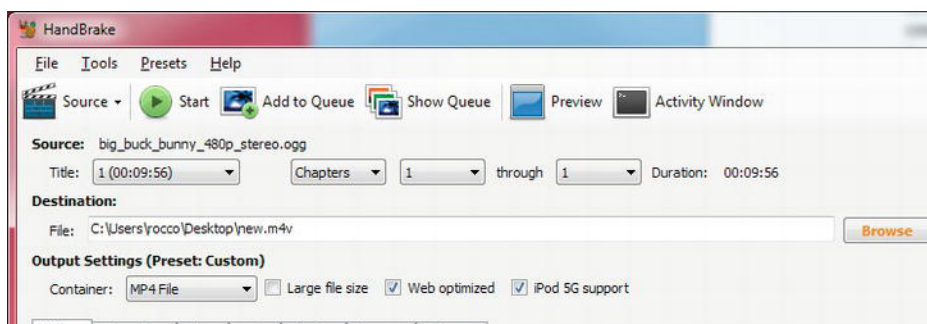 HandBrake
File Tools Presets Help
Source Start Add to Queue Show Queue Preview Activity Window
Source: big_buck_bunny_480p_stereo.ogg
Title: 1 (00:09:56) Chapters 1 through 1 Duration: 00:09:56
Destination:
File: C:\Users\rocco\Desktop\new.m4v Browse
Output Settings (Preset: Custom)
Container: MP4 File Large file size Web optimized iPod 5G support